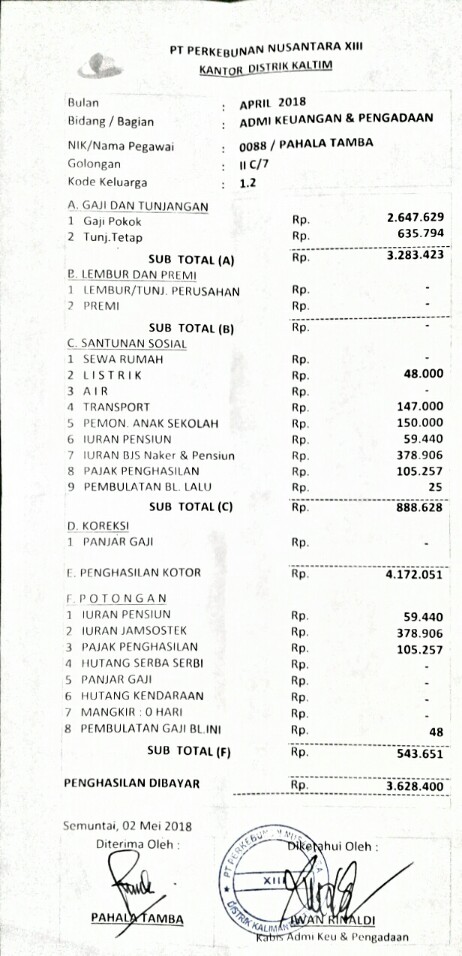 PT PERKEBUNAN NUSANTARA XIII
KANTOR DISTRIK KALTIM
Bulan : APRIL 2018
Bidang / Bagian : ADMI KEUANGAN & PENGADAAN
NIK/Nama Pegawai : 0088 / PAHALA TAMBA
Golongan : II C/7
Kode Keluarga : 1.2
A. GAJI DAN TUNJANGAN
1 Gaji Pokok Rp. 2.647.629
2 Tunj.Tetap Rp. 635.794
SUB TOTAL (A) Rp. 3.283.423
B. LEMBUR DAN PREMI
1 LEMBUR/TUNJ. PERUSAHAN Rp. -
2 PREMI Rp. -
SUB TOTAL (B) Rp. -
C. SANTUNAN SOSIAL
1 SEWA RUMAH Rp. -
2 L I S T R I K Rp. 48.000
3 A I R Rp. -
4 TRANSPORT Rp. 147.000
5 PEMON. ANAK SEKOLAH Rp. 150.000
6 IURAN PENSIUN Rp. 59.440
7 IURAN BJS Naker & Pensiun Rp. 378.906
8 PAJAK PENGHASILAN Rp. 105.257
9 PEMBULATAN BL. LALU Rp. 25
SUB TOTAL (C) Rp. 888.628
D. KOREKSI
1 PANJAR GAJI Rp. -
E. PENGHASILAN KOTOR Rp. 4.172.051
F. P O T O N G A N
1 IURAN PENSIUN Rp. 59.440
2 IURAN JAMSOSTEK Rp. 378.906
3 PAJAK PENGHASILAN Rp. 105.257
4 HUTANG SERBA SERBI Rp. -
5 PANJAR GAJI Rp. -
6 HUTANG KENDARAAN Rp. -
7 MANGKIR : 0 HARI Rp. -
8 PEMBULATAN GAJI BL.INI Rp. 48
SUB TOTAL (F) Rp. 543.651
PENGHASILAN DIBAYAR Rp. 3.628.400
Semuntai, 02 Mei 2018
Diterima Oleh : Diketahui Oleh :
XIII
PAHALA TAMBA IWAN RINALDI
Kabis Admi Keu & Pengadaan